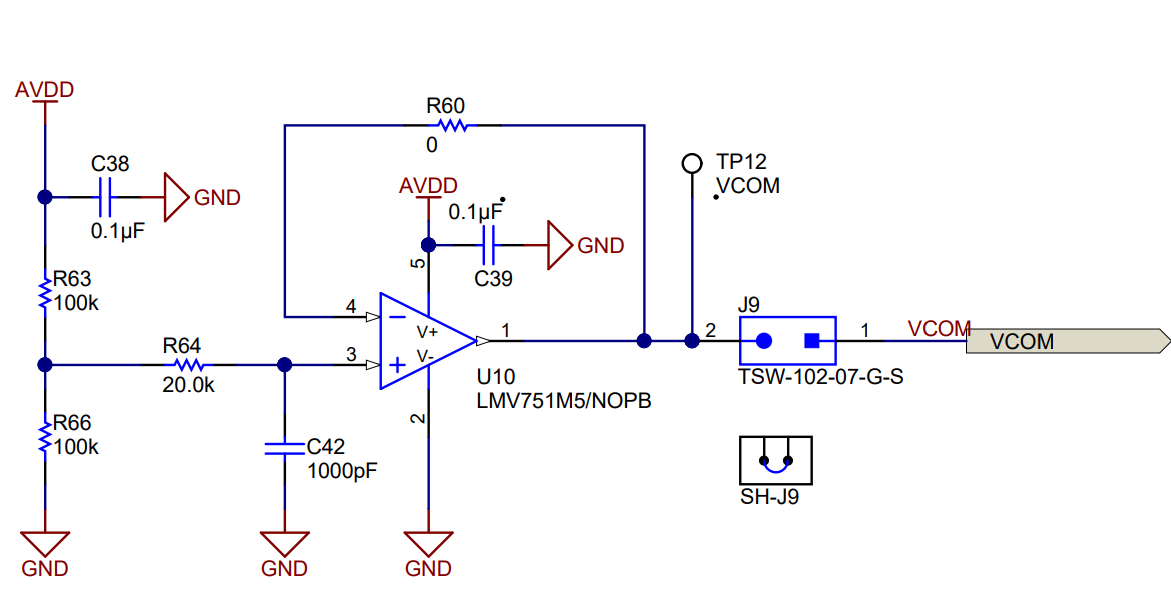 AVDD
C38
GND
0.1µF
R63
100k
R64
20.0k
R66
100k
GND
C42
1000pF
GND
R60
0
AVDD
0.1µF
GND
C39
5
4
3
V+
V-
1
2
U10
LMV751M5/NOPB
GND
TP12
VCOM
J9
2
1
TSW-102-07-G-S
VCOM
VCOM
SH-J9